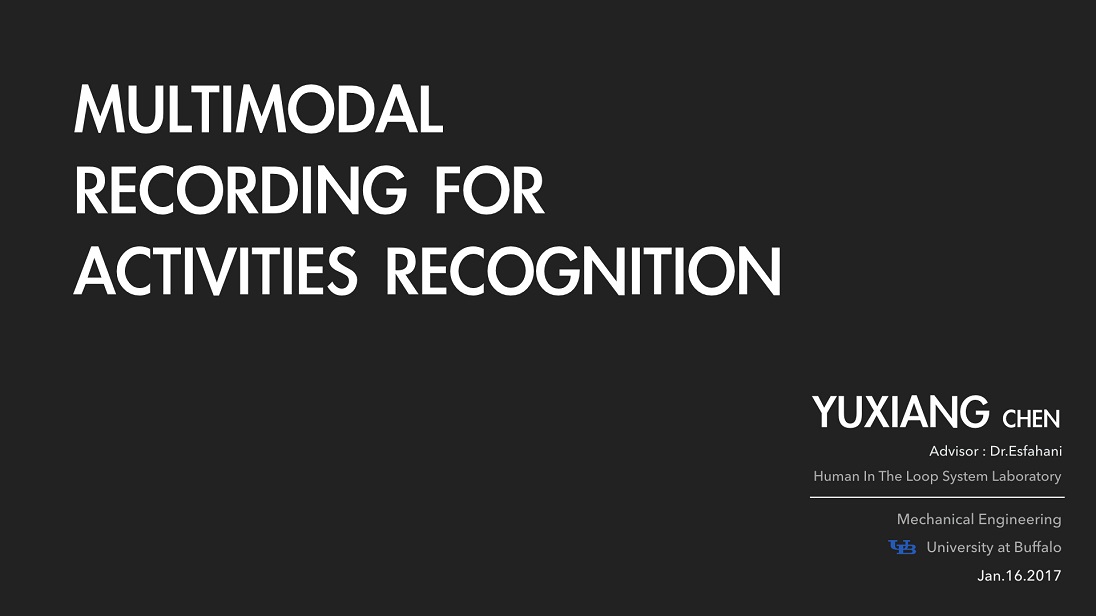 MULTIMODAL
RECORDING FOR
ACTIVITIES RECOGNITION
YUXIANG CHEN
Advisor : Dr.Esfahani
Human In The Loop System Laboratory
Mechanical Engineering
UB University at Buffalo
Jan.16.2017